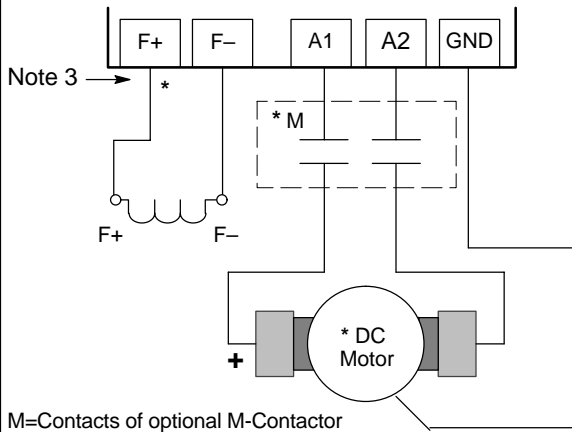 F+ F– A1 A2 GND
Note 3
*
* M
F+ F–
* DC
Motor
+
M=Contacts of optional M-Contactor